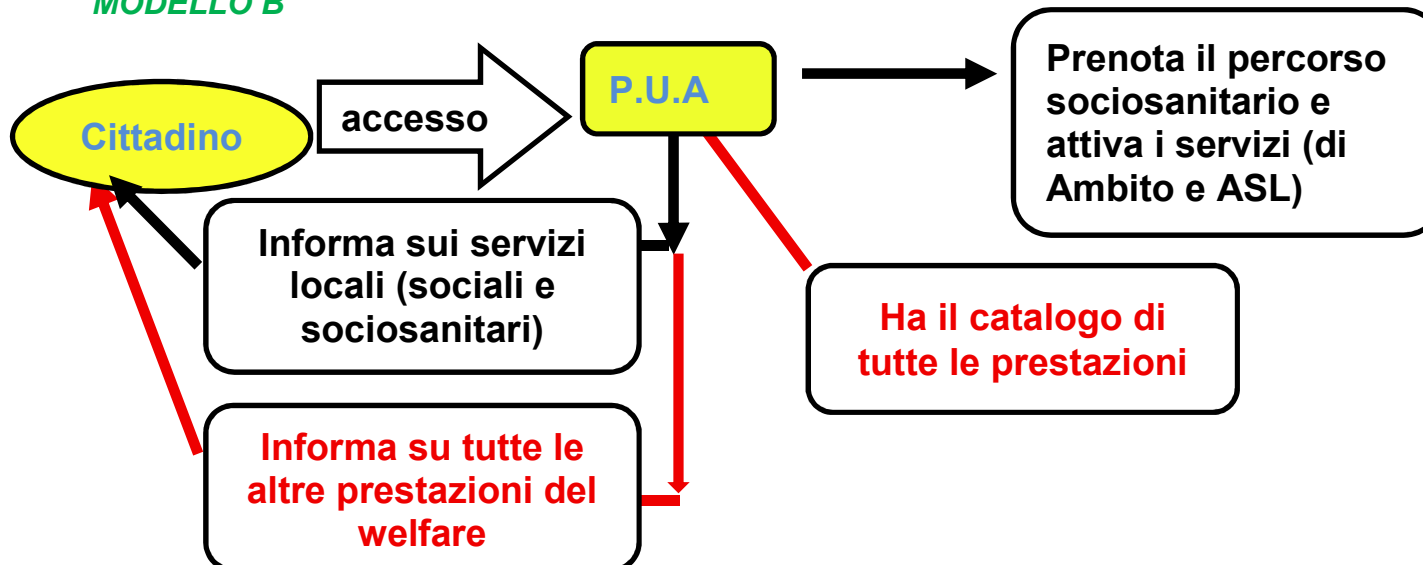 MODELLO B
Cittadino
accesso
P.U.A
Prenota il percorso
sociosanitario e
attiva i servizi (di
Ambito e ASL)
Informa sui servizi
locali (sociali e
sociosanitari)
Ha il catalogo di
tutte le prestazioni
Informa su tutte le
altre prestazioni del
welfare